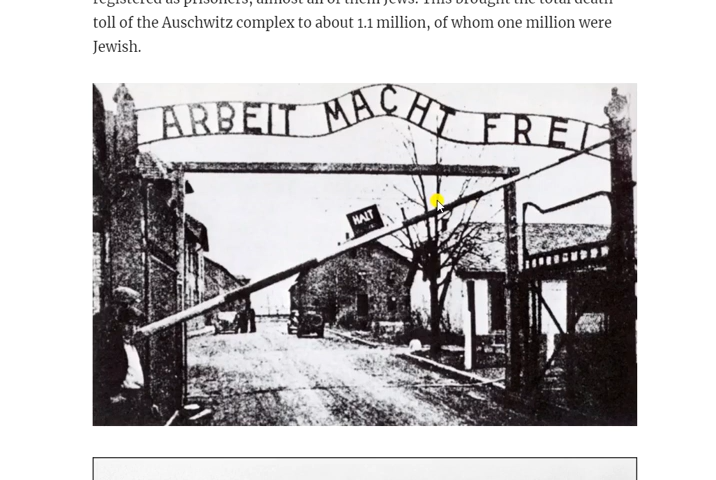 registered as prisoners, almost all of them Jews. This brought the total death
toll of the Auschwitz complex to about 1.1 million, of whom one million were
Jewish.
ARBEIT MACHT FREI
HALT